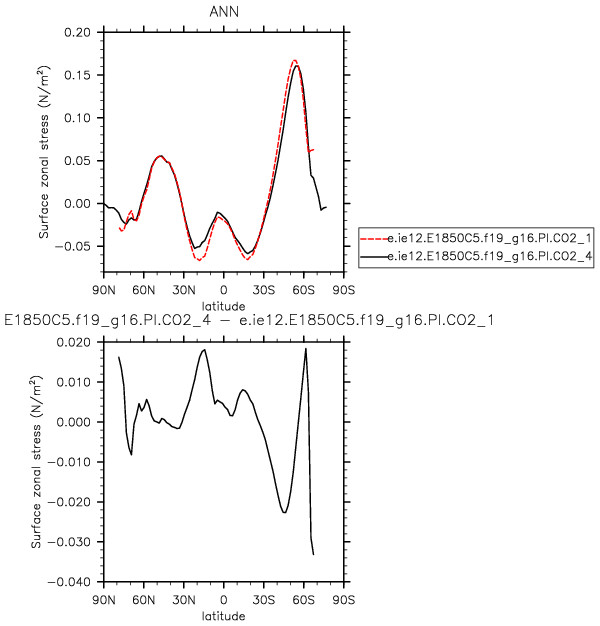 ANN
0.20
0.15
0.10
0.05
0.00
−0.05
Surface zonal stress (N/m²)
90N 60N 30N 0 30S 60S 90S
latitude
e.ie12.E1850C5.f19_g16.PI.CO2_1
e.ie12.E1850C5.f19_g16.PI.CO2_4
E1850C5.f19_g16.PI.CO2_4 − e.ie12.E1850C5.f19_g16.PI.CO2_1
0.020
0.010
0.000
−0.010
−0.020
−0.030
−0.040
Surface zonal stress (N/m²)
90N 60N 30N 0 30S 60S 90S
latitude